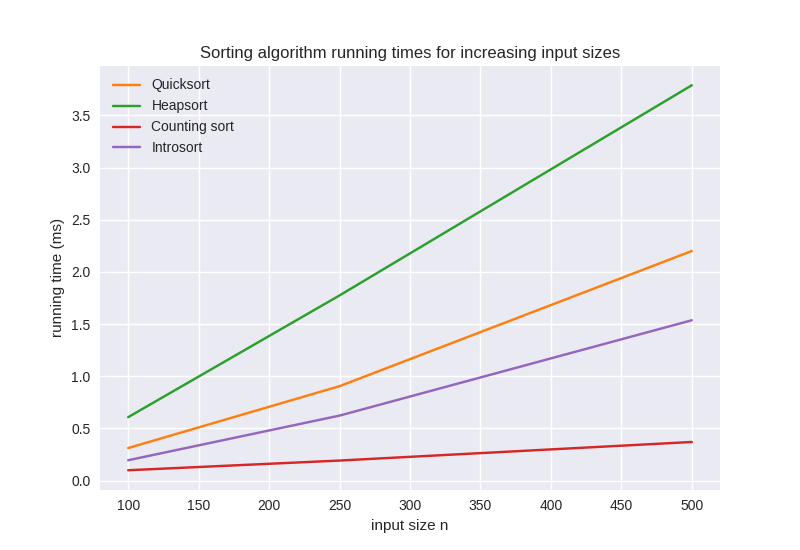 Sorting algorithm running times for increasing input sizes
Quicksort
Heapsort
Counting sort
Introsort
running time (ms)
3.5
3.0
2.5
2.0
1.5
1.0
0.5
0.0
100 150 200 250 300 350 400 450 500
input size n